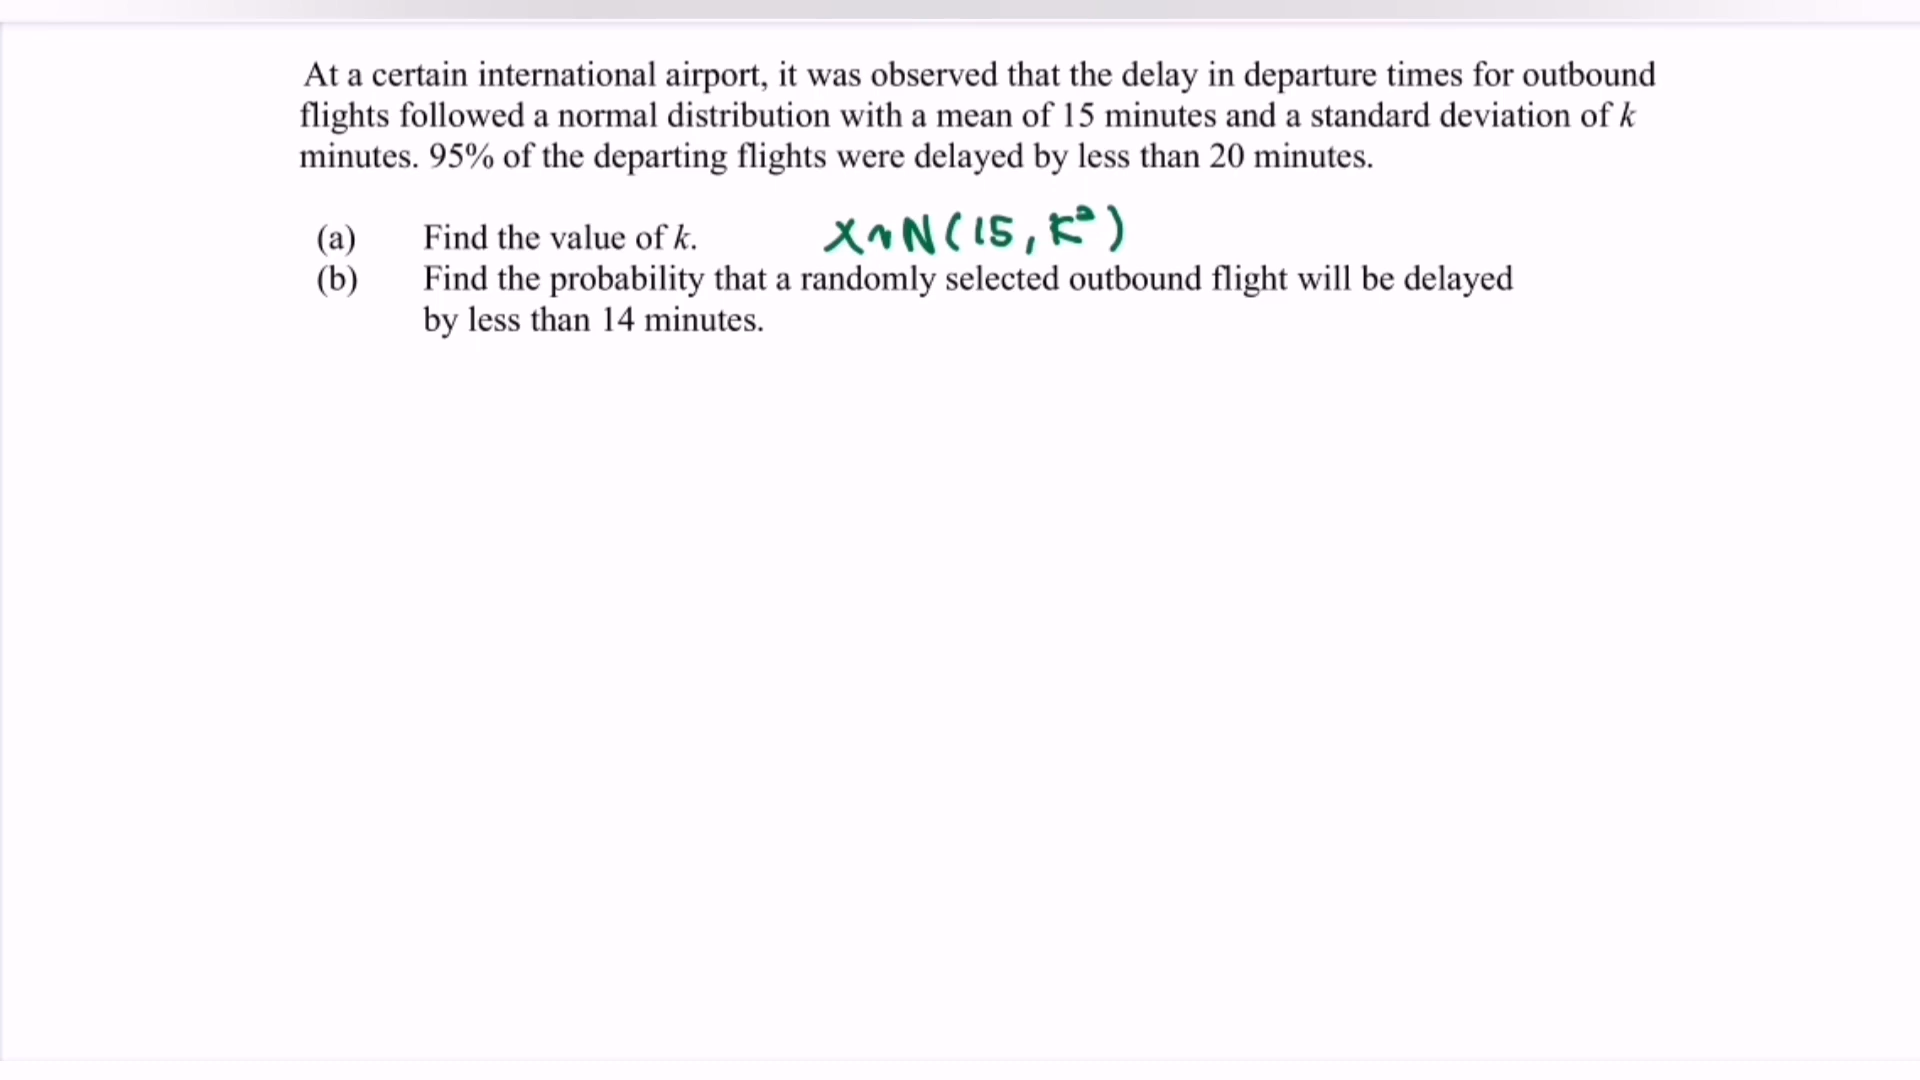 At a certain international airport, it was observed that the delay in departure times for outbound
flights followed a normal distribution with a mean of 15 minutes and a standard deviation of k
minutes. 95% of the departing flights were delayed by less than 20 minutes.
(a) Find the value of k. X ~ N(15, k²)
(b) Find the probability that a randomly selected outbound flight will be delayed
by less than 14 minutes.